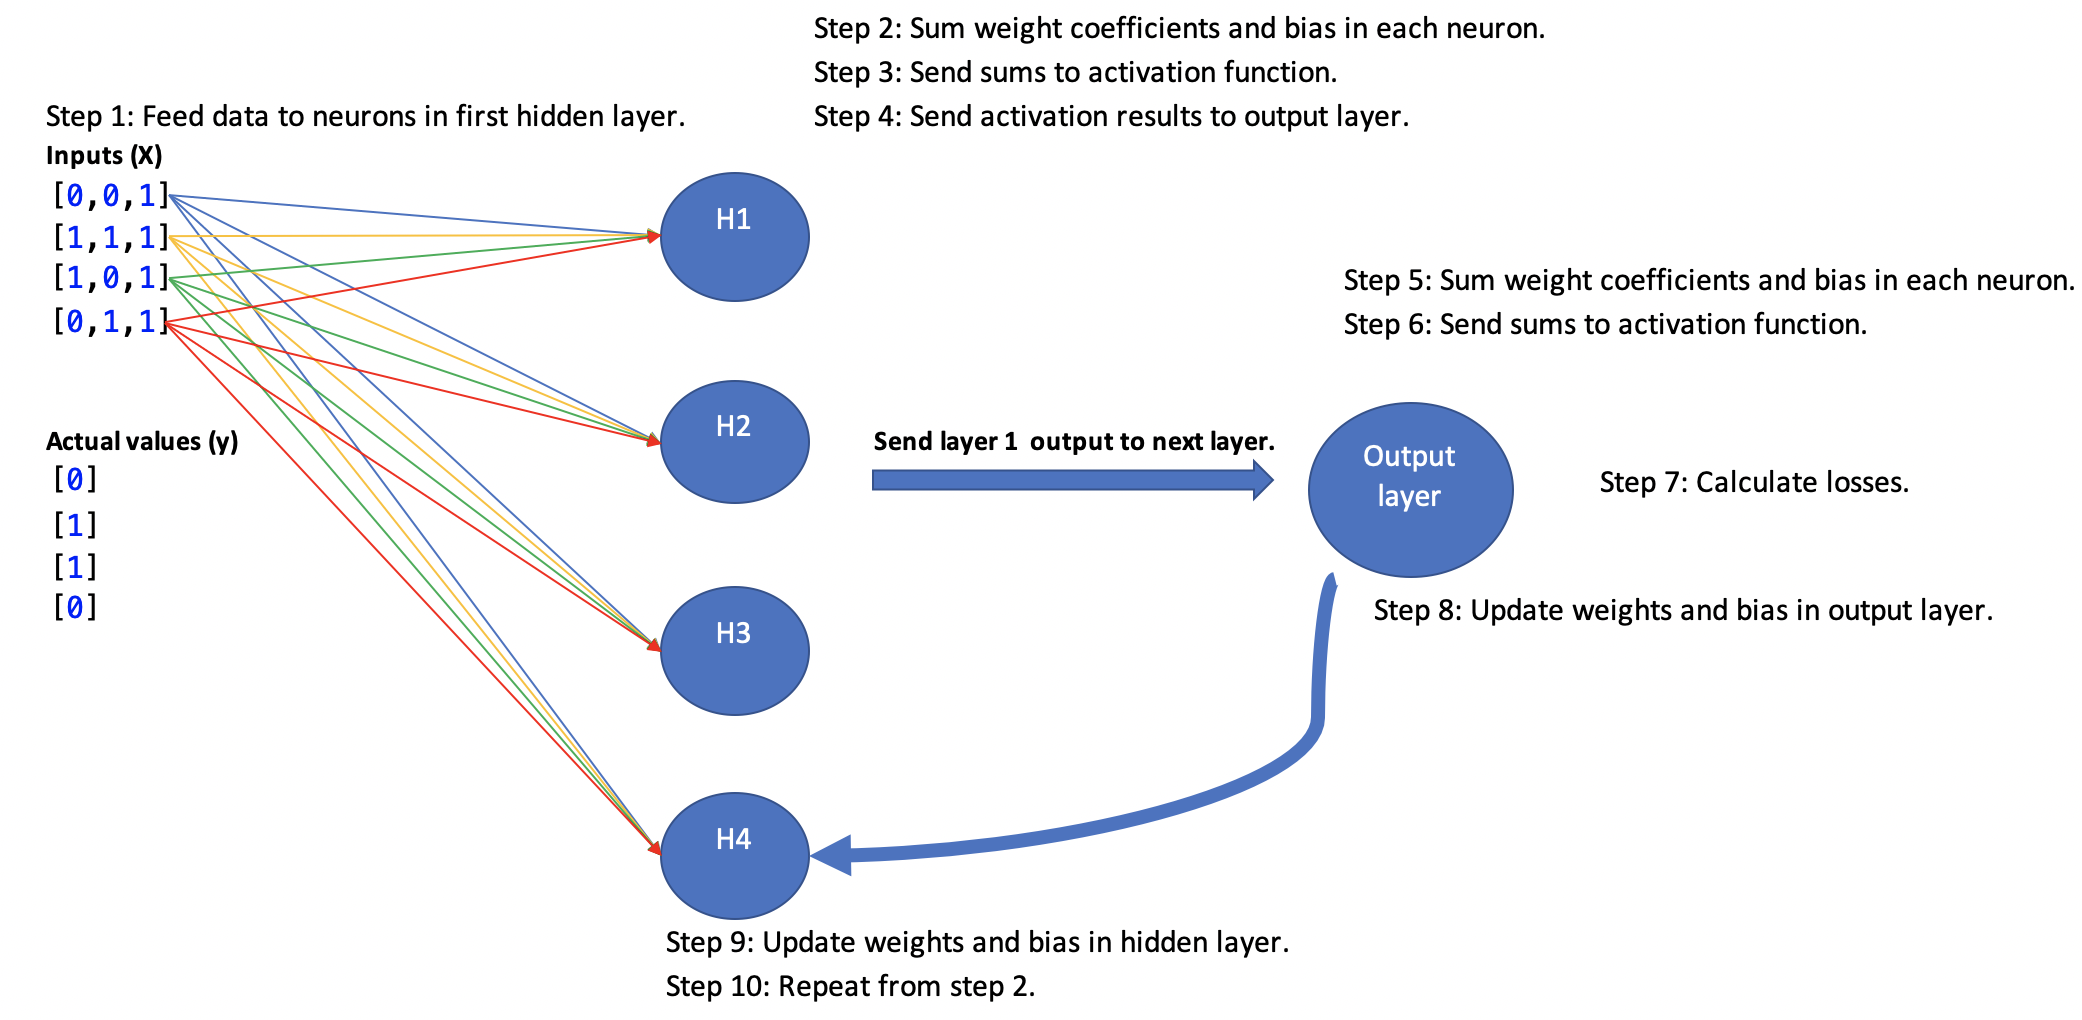 Step 2: Sum weight coefficients and bias in each neuron.
Step 3: Send sums to activation function.
Step 4: Send activation results to output layer.
Step 1: Feed data to neurons in first hidden layer.
Inputs (X)
[0,0,1]
[1,1,1]
[1,0,1]
[0,1,1]
H1
Step 5: Sum weight coefficients and bias in each neuron.
Step 6: Send sums to activation function.
H2
Actual values (y)
[0]
[1]
[1]
[0]
Send layer 1 output to next layer.
Output
layer
Step 7: Calculate losses.
Step 8: Update weights and bias in output layer.
H3
H4
Step 9: Update weights and bias in hidden layer.
Step 10: Repeat from step 2.